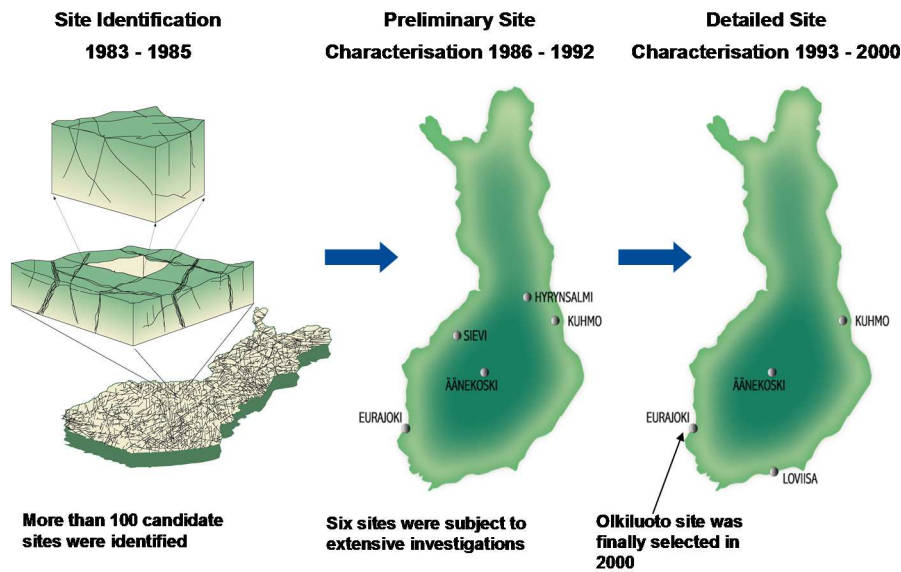 Site Identification
1983 - 1985
Preliminary Site
Characterisation 1986 - 1992
Detailed Site
Characterisation 1993 - 2000
HYRYNSALMI
KUHMO
SIEVI
ÄÄNEKOSKI
EURAJOKI
KUHMO
ÄÄNEKOSKI
EURAJOKI
LOVIISA
More than 100 candidate
sites were identified
Six sites were subject to
extensive investigations
Olkiluoto site was
finally selected in
2000